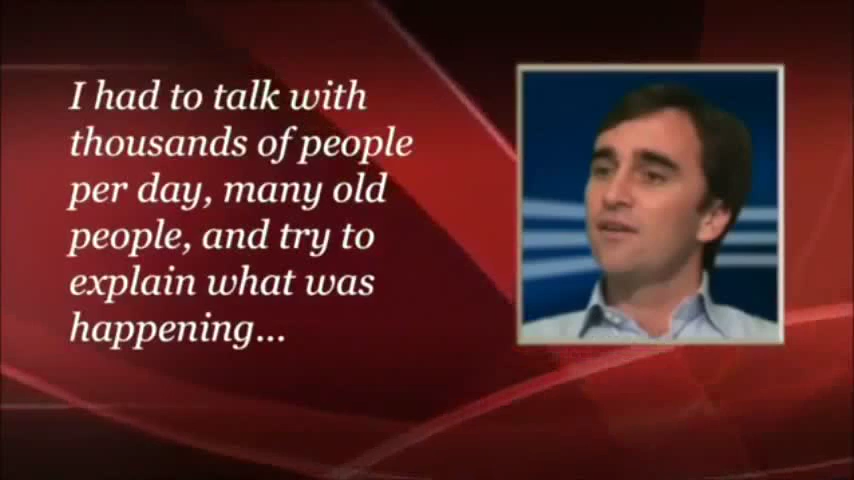 I had to talk with
thousands of people
per day, many old
people, and try to
explain what was
happening...